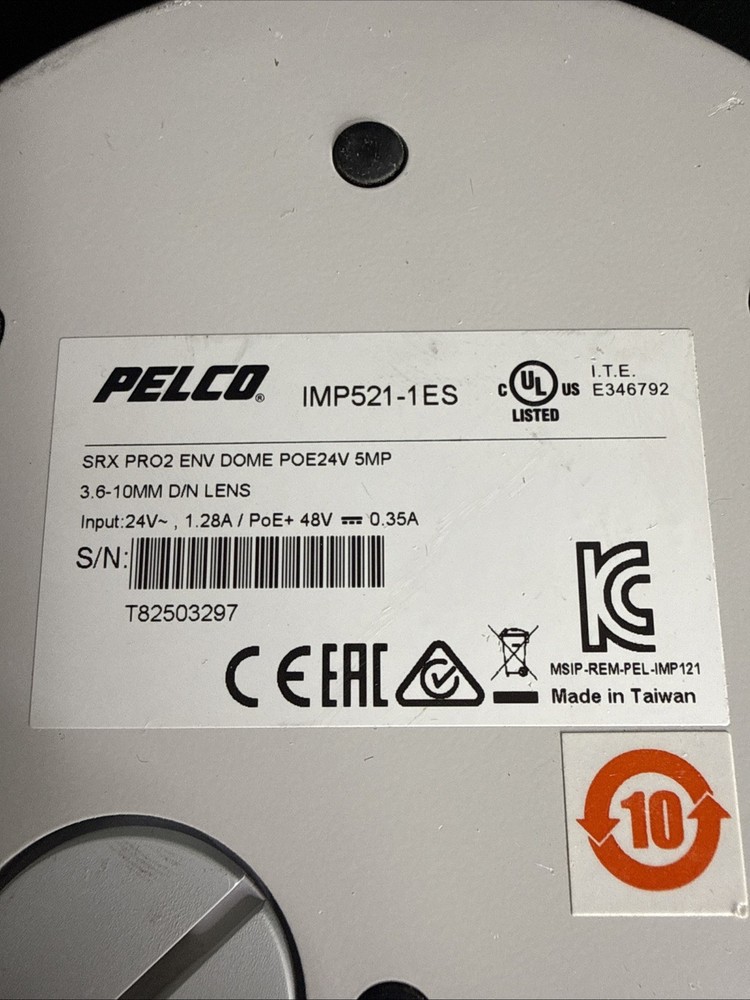 PELCO®
IMP521-1ES
C UL US
LISTED
I.T.E.
E346792
SRX PRO2 ENV DOME POE24V 5MP
3.6-10MM D/N LENS
Input:24V~ , 1.28A / PoE+ 48V ⎓ 0.35A
S/N:
T82503297
CE EAC
KC
MSIP-REM-PEL-IMP121
Made in Taiwan
10